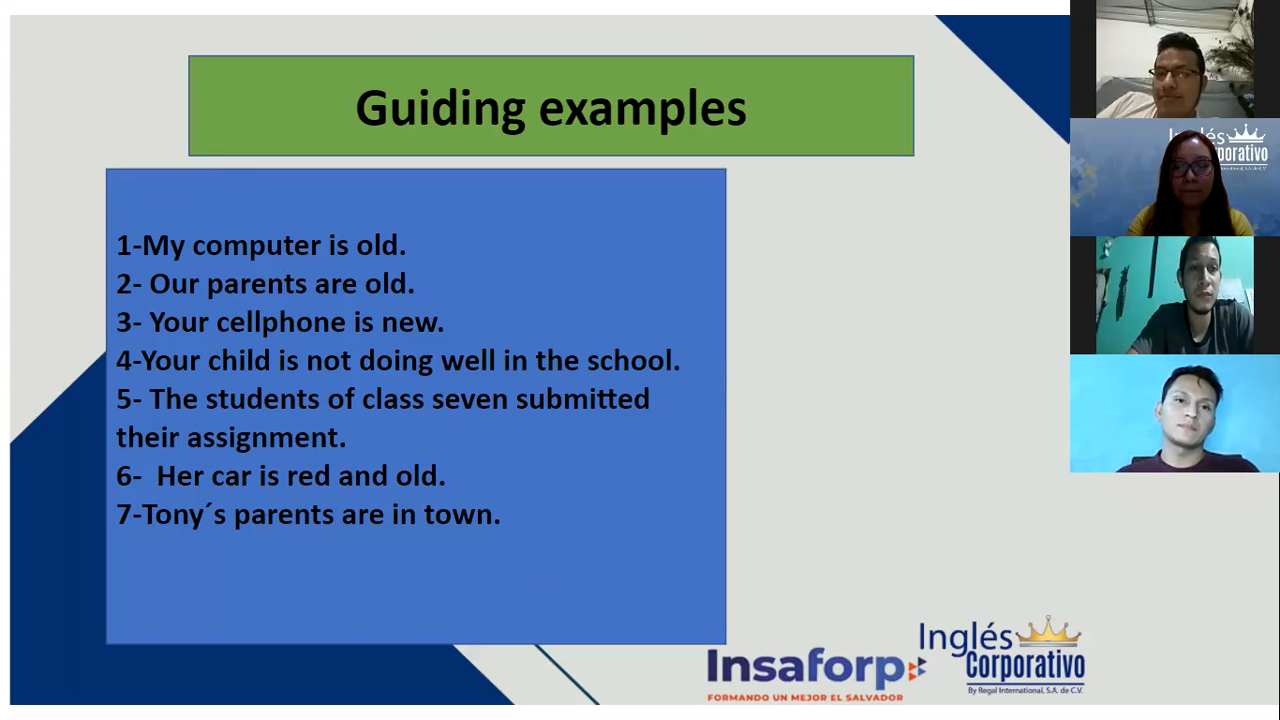 Guiding examples
1-My computer is old.
2- Our parents are old.
3- Your cellphone is new.
4-Your child is not doing well in the school.
5- The students of class seven submitted
their assignment.
6-  Her car is red and old.
7-Tony´s parents are in town.
Insaforp
FORMANDO UN MEJOR EL SALVADOR
Inglés
Corporativo
By Regal International, S.A. de C.V.
Inglés
porativo